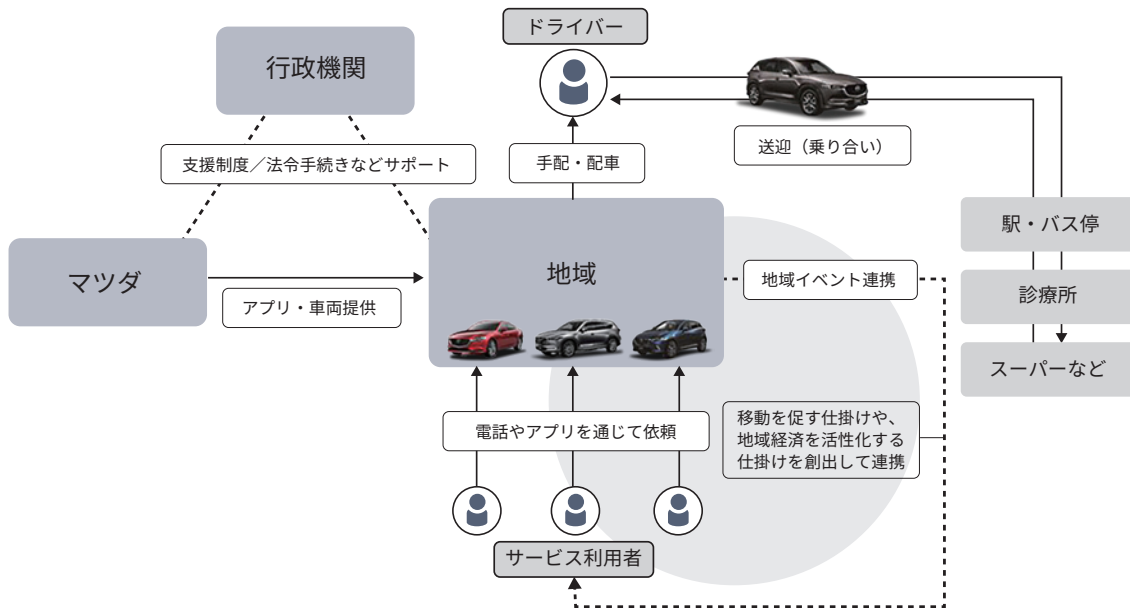 ドライバー
行政機関
送迎（乗り合い）
支援制度／法令手続きなどサポート
手配・配車
駅・バス停
マツダ
地域
地域イベント連携
アプリ・車両提供
診療所
スーパーなど
電話やアプリを通じて依頼
移動を促す仕掛けや、
地域経済を活性化する
仕掛けを創出して連携
サービス利用者